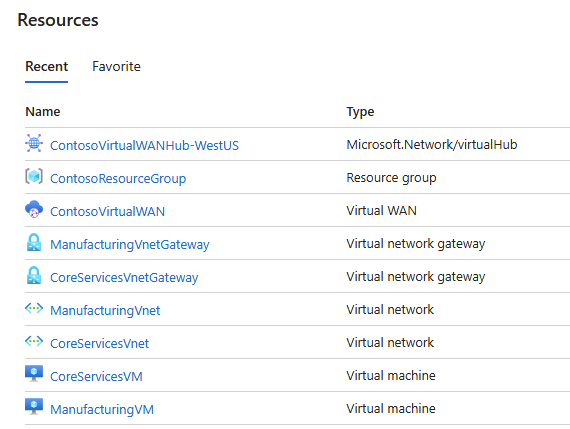 Resources
Recent Favorite
Name Type
ContosoVirtualWANHub-WestUS Microsoft.Network/virtualHub
ContosoResourceGroup Resource group
ContosoVirtualWAN Virtual WAN
ManufacturingVnetGateway Virtual network gateway
CoreServicesVnetGateway Virtual network gateway
ManufacturingVnet Virtual network
CoreServicesVnet Virtual network
CoreServicesVM Virtual machine
ManufacturingVM Virtual machine